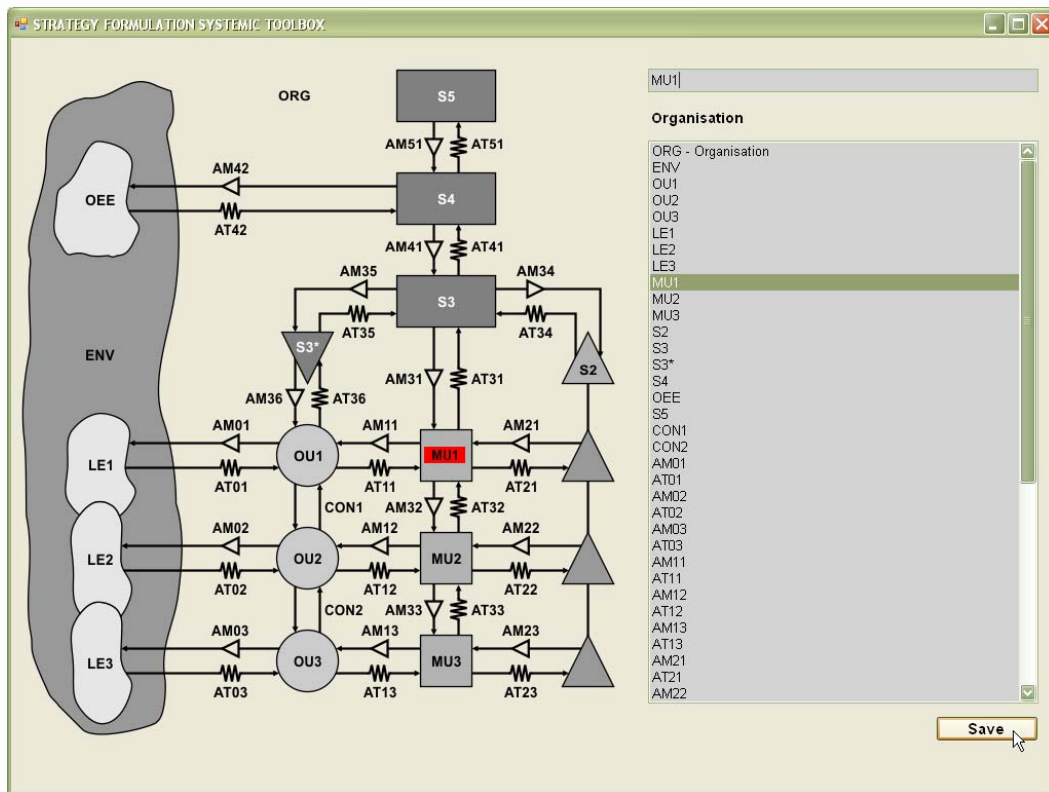 STRATEGY FORMULATION SYSTEMIC TOOLBOX
ORG
S5
AM51
AT51
AM42
OEE
S4
AT42
AM41
AT41
AM35
AM34
S3
AT35
AT34
S3*
ENV
S2
AM31
AT31
AM36
AT36
AM01
AM11
AM21
LE1
OU1
MU1
AT01
AT11
AT21
CON1
AM32
AT32
AM02
AM12
AM22
LE2
OU2
MU2
AT02
AT12
AT22
CON2
AM33
AT33
AM03
AM13
AM23
LE3
OU3
MU3
AT03
AT13
AT23
MU1
Organisation
ORG - Organisation
ENV
OU1
OU2
OU3
LE1
LE2
LE3
MU1
MU2
MU3
S2
S3
S3*
S4
OEE
S5
CON1
CON2
AM01
AT01
AM02
AT02
AM03
AT03
AM11
AT11
AM12
AT12
AM13
AT13
AM21
AT21
AM22
Save